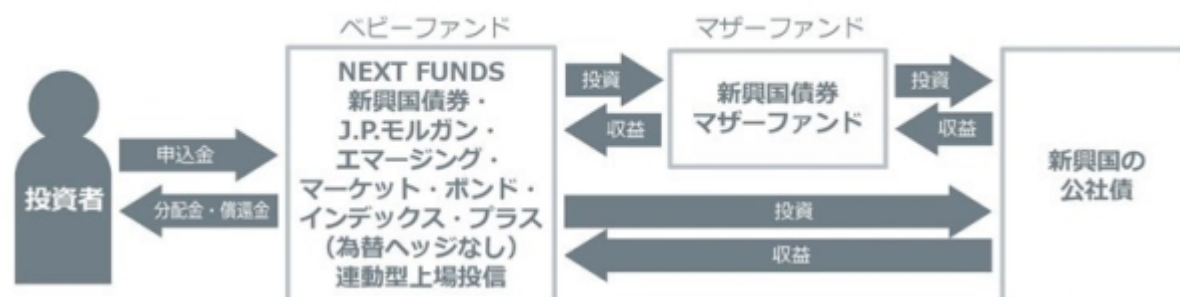 ベビーファンド
マザーファンド
NEXT FUNDS
新興国債券・
J.P.モルガン・
エマージング・
マーケット・ボンド・
インデックス・プラス
（為替ヘッジなし）
連動型上場投信
投資者
申込金
分配金・償還金
投資
収益
新興国債券
マザーファンド
投資
収益
投資
収益
新興国の
公社債